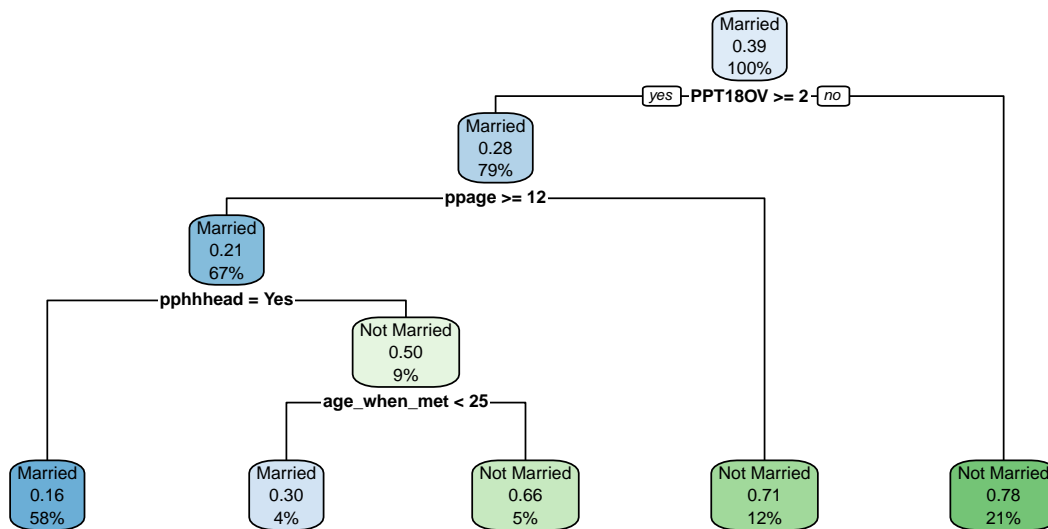 Married
0.39
100%
yes PPT18OV >= 2 no
Married
0.28
79%
ppage >= 12
Married
0.21
67%
pphhhead = Yes
Not Married
0.50
9%
age_when_met < 25
Married
0.16
58%
Married
0.30
4%
Not Married
0.66
5%
Not Married
0.71
12%
Not Married
0.78
21%